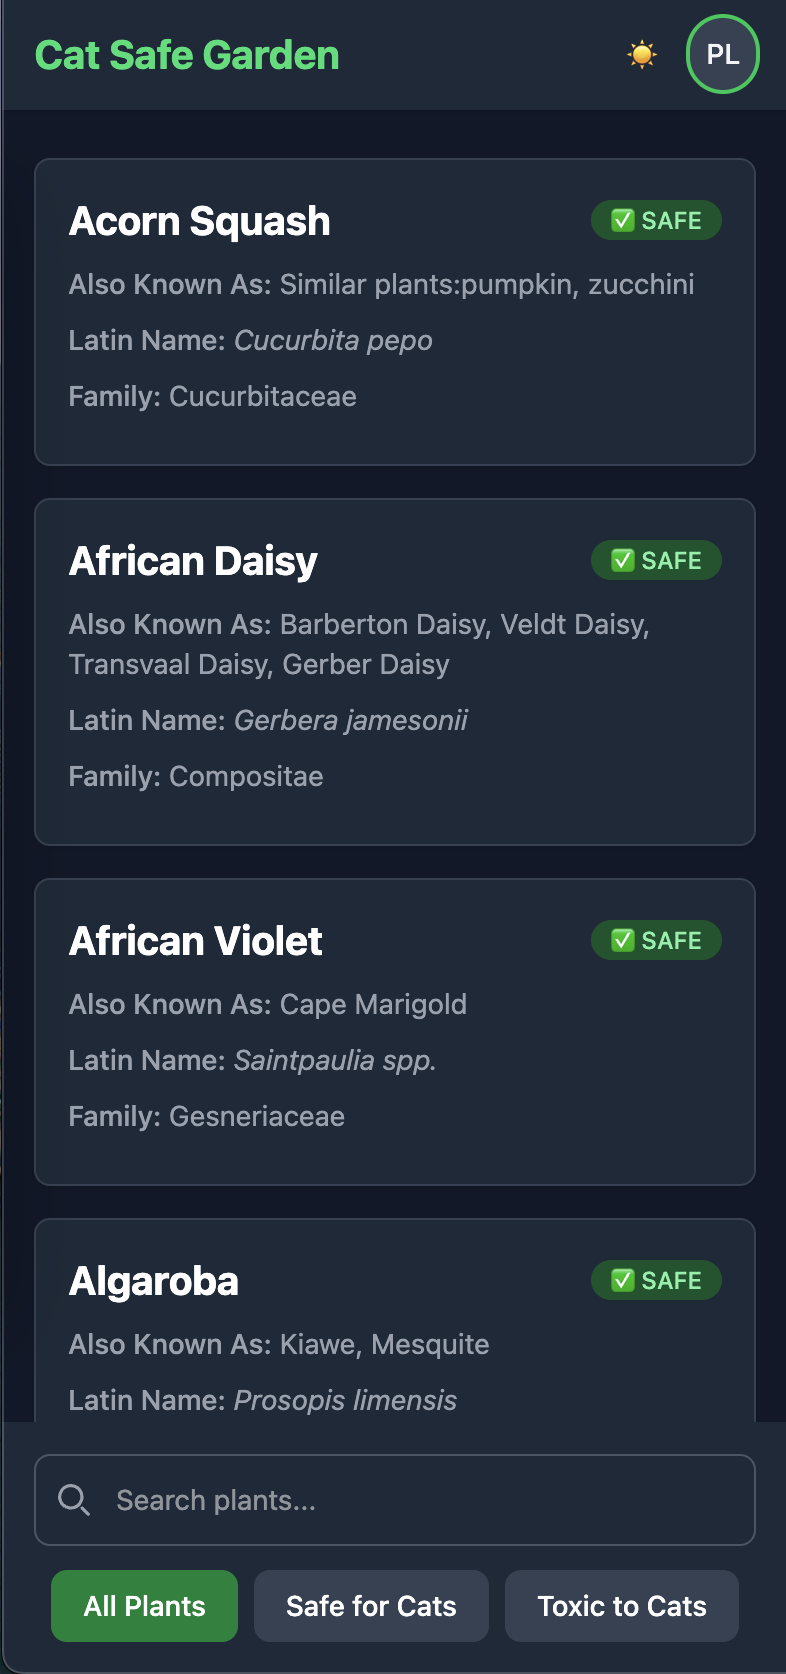 Cat Safe Garden
PL
Acorn Squash
✅ SAFE
Also Known As: Similar plants:pumpkin, zucchini
Latin Name: Cucurbita pepo
Family: Cucurbitaceae
African Daisy
✅ SAFE
Also Known As: Barberton Daisy, Veldt Daisy,
Transvaal Daisy, Gerber Daisy
Latin Name: Gerbera jamesonii
Family: Compositae
African Violet
✅ SAFE
Also Known As: Cape Marigold
Latin Name: Saintpaulia spp.
Family: Gesneriaceae
Algaroba
✅ SAFE
Also Known As: Kiawe, Mesquite
Latin Name: Prosopis limensis
Search plants...
All Plants
Safe for Cats
Toxic to Cats